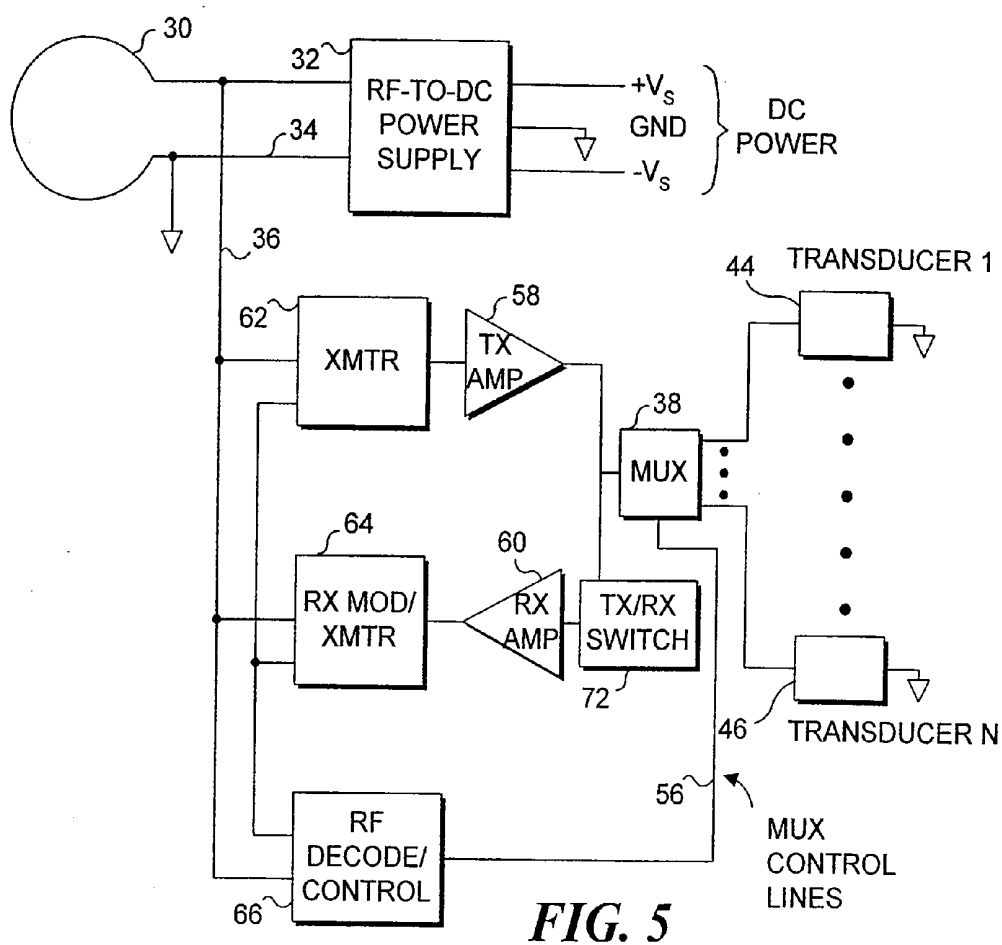 30
32
RF-TO-DC
POWER
SUPPLY
34
+Vs
GND
-Vs
DC
POWER
36
62
XMTR
58
TX
AMP
TRANSDUCER 1
44
38
MUX
64
RX MOD/
XMTR
60
RX
AMP
TX/RX
SWITCH
72
46
TRANSDUCER N
56
MUX
CONTROL
LINES
RF
DECODE/
CONTROL
66
FIG. 5